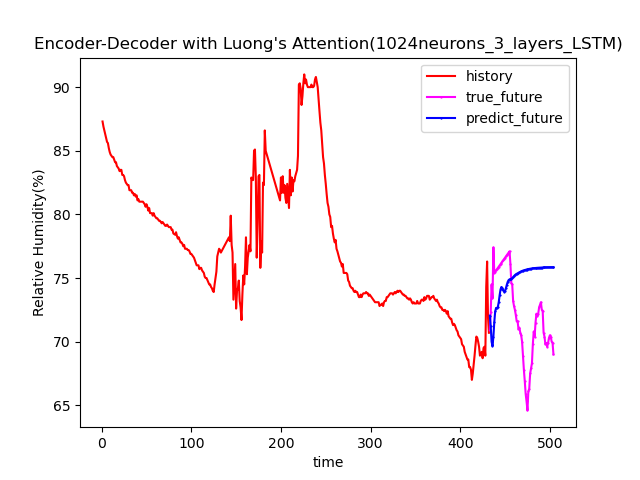 Encoder-Decoder with Luong's Attention(1024neurons_3_layers_LSTM)
history
true_future
predict_future
Relative Humidity(%)
90
85
80
75
70
65
0 100 200 300 400 500
time